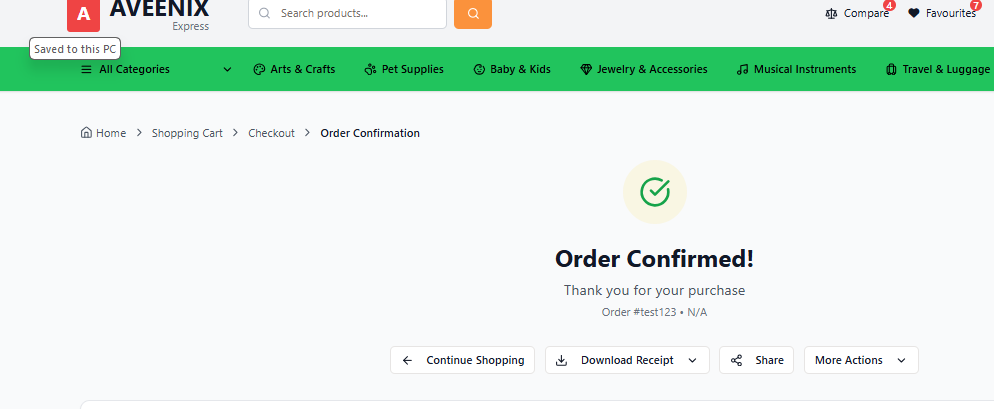 A AVEENIX
Express
Search products...
Compare 4 Favourites 7
Saved to this PC
All Categories Arts & Crafts Pet Supplies Baby & Kids Jewelry & Accessories Musical Instruments Travel & Luggage
Home > Shopping Cart > Checkout > Order Confirmation
Order Confirmed!
Thank you for your purchase
Order #test123 • N/A
Continue Shopping Download Receipt Share More Actions